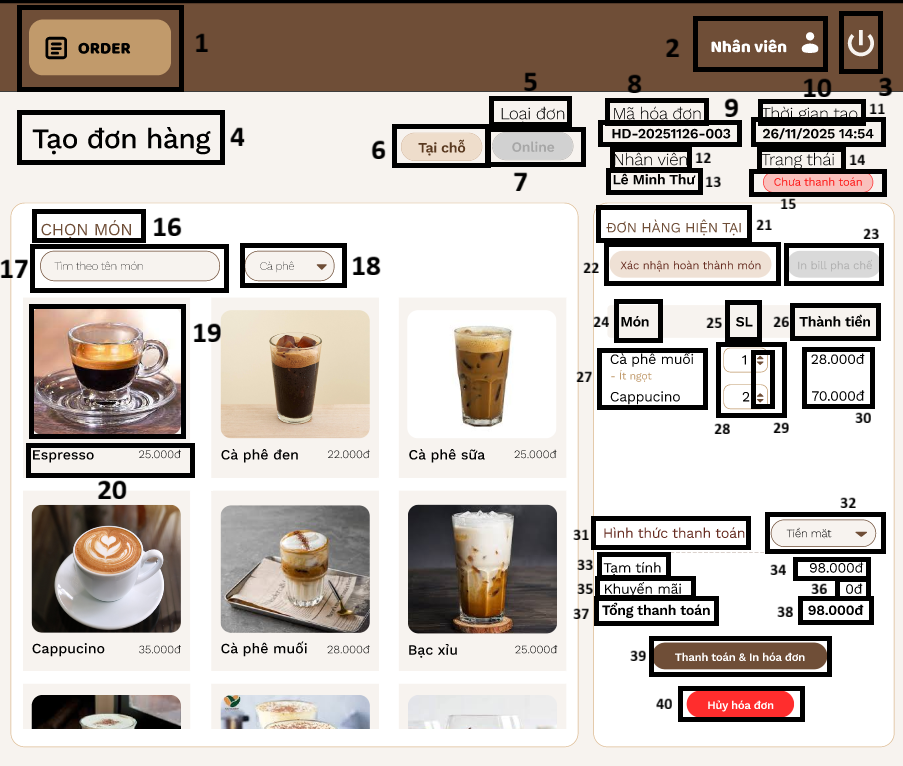 ORDER
1
2
Nhân viên
3
Tạo đơn hàng
4
5
Loại đơn
6
Tại chỗ
Online
7
8
Mã hóa đơn
9
HD-20251126-003
10
Thời gian tạo
11
26/11/2025 14:54
Nhân viên
12
Lê Minh Thư
13
Trạng thái
14
Chưa thanh toán
15
CHỌN MÓN
16
17
Tìm theo tên món
Cà phê
18
19
Espresso
25.000đ
20
Cà phê đen
22.000đ
Cà phê sữa
25.000đ
Cappucino
35.000đ
Cà phê muối
28.000đ
Bạc xỉu
25.000đ
ĐƠN HÀNG HIỆN TẠI
21
22
Xác nhận hoàn thành món
23
In bill pha chế
24
Món
25
SL
26
Thành tiền
27
Cà phê muối
1
28.000đ
- Ít ngọt
Cappucino
2
70.000đ
28
29
30
31
Hình thức thanh toán
32
Tiền mặt
33
Tạm tính
34
98.000đ
35
Khuyến mãi
36
0đ
37
Tổng thanh toán
38
98.000đ
39
Thanh toán & In hóa đơn
40
Hủy hóa đơn